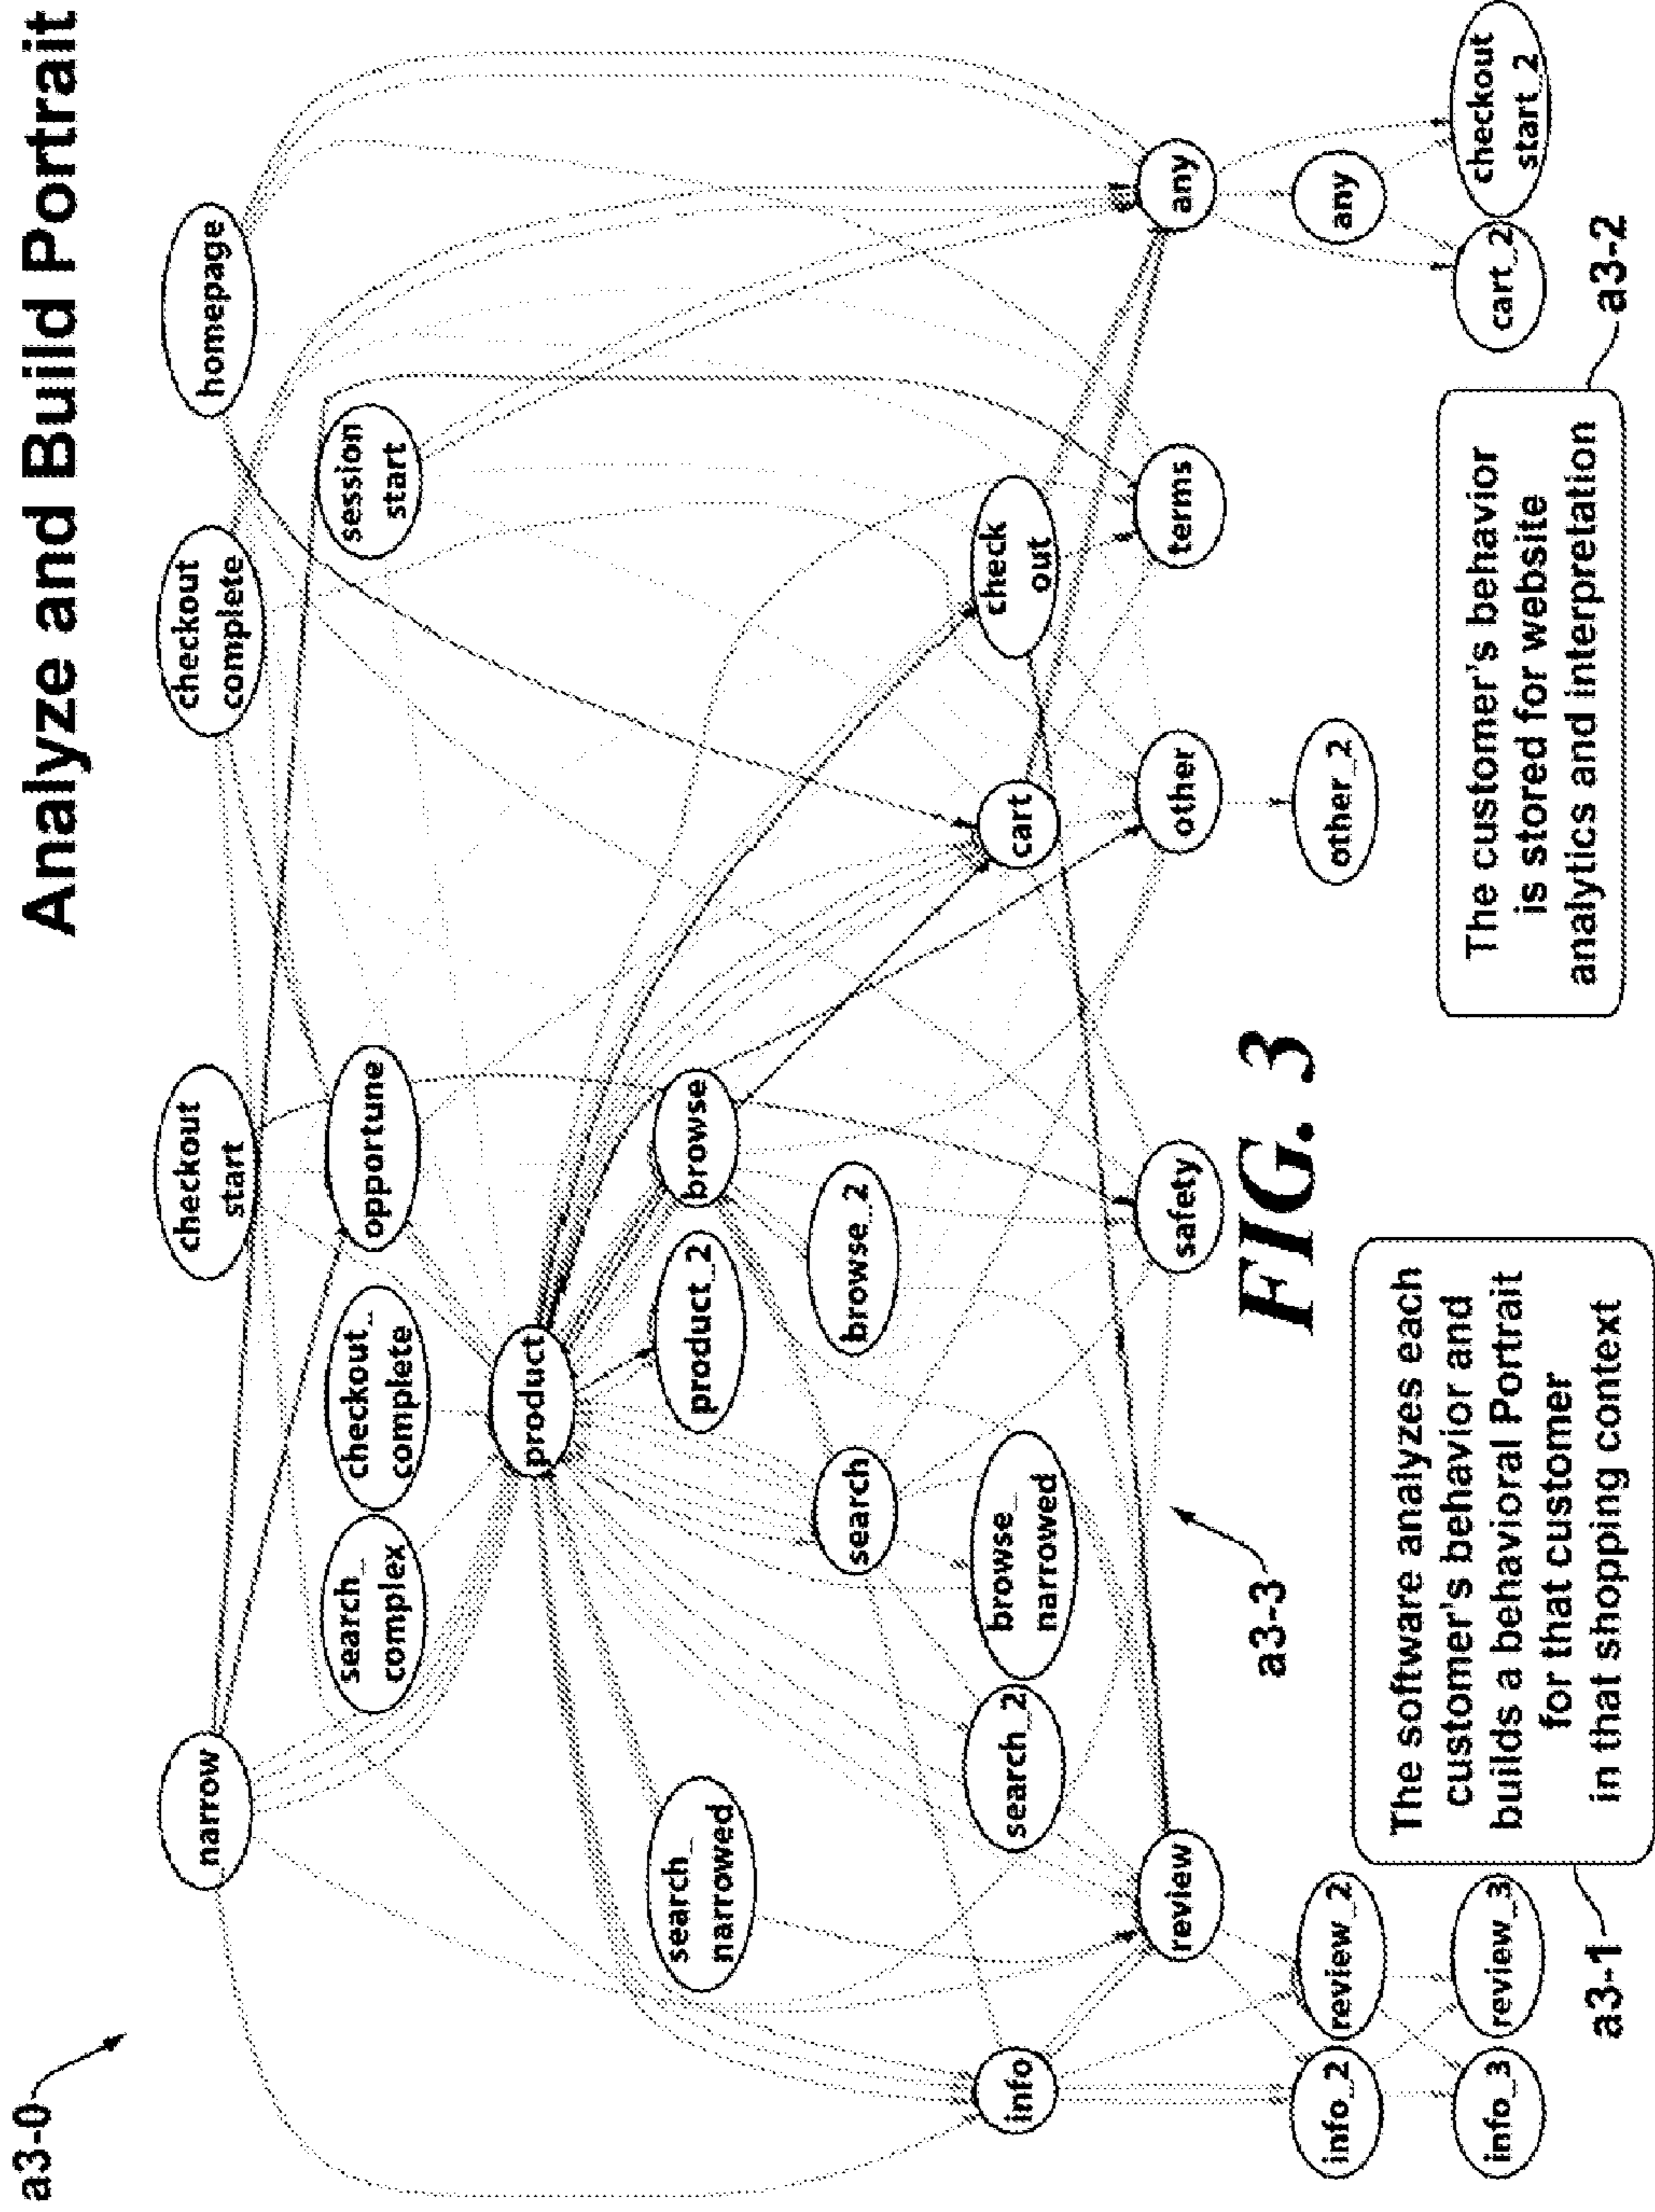 Analyze and Build Portrait
a3-0
narrow
checkout
start
checkout
complete
homepage
search_
complex
checkout_
complete
opportune
session
start
product
search_
narrowed
product_2
browse
search
browse_2
info
search_2
browse_
narrowed
cart
check
out
review
safety
other
terms
any
info_2
review_2
other_2
any
info_3
review_3
cart_2
checkout
start_2
a3-3
FIG. 3
The software analyzes each
customer's behavior and
builds a behavioral Portrait
for that customer
in that shopping context
a3-1
The customer's behavior
is stored for website
analytics and interpretation
a3-2